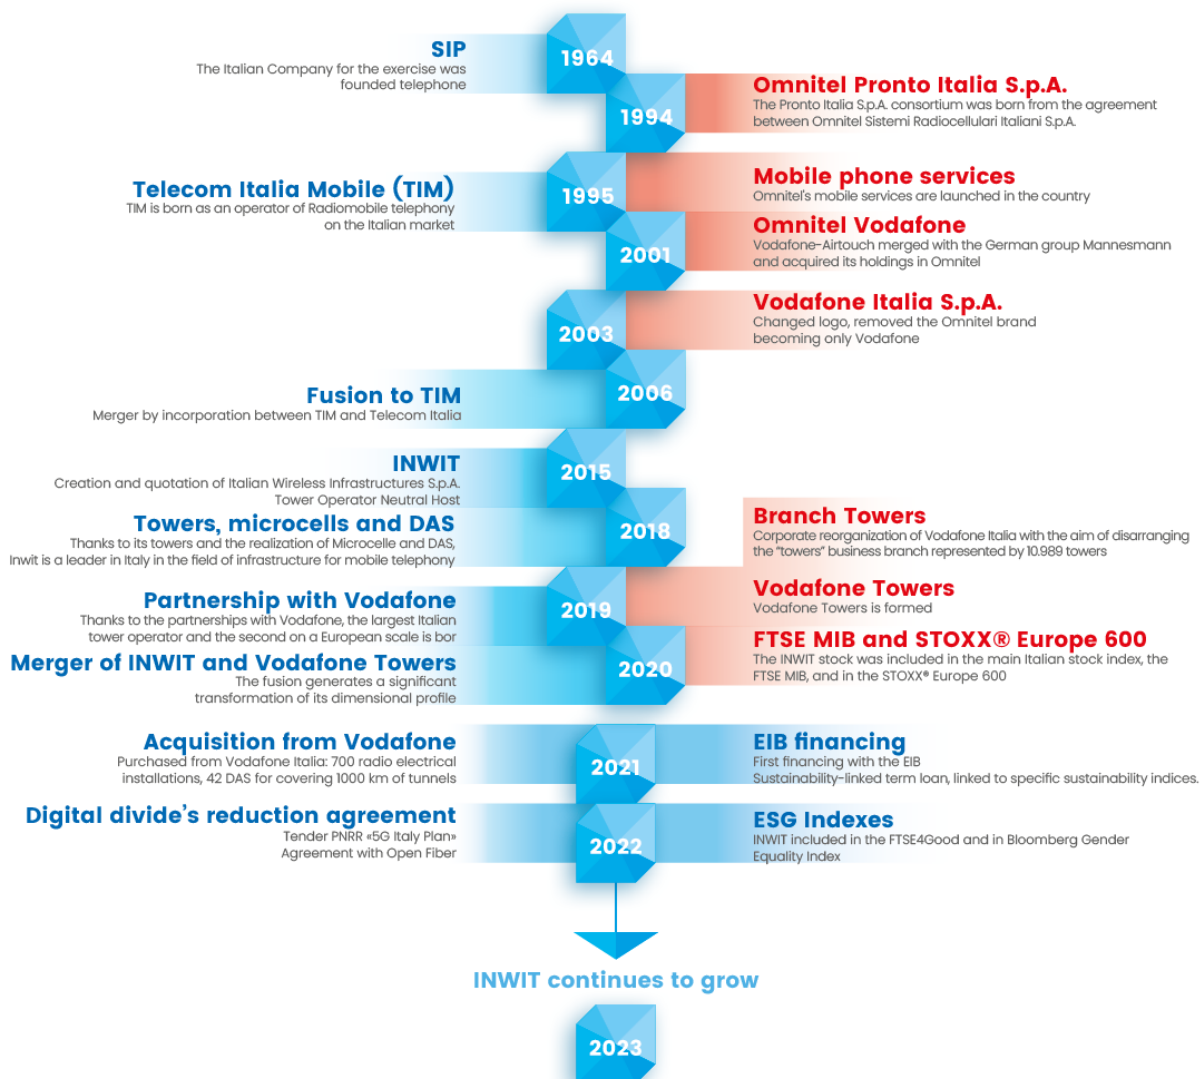 1964
SIP
The Italian Company for the exercise was
founded telephone
1994
Omnitel Pronto Italia S.p.A.
The Pronto Italia S.p.A. consortium was born from the agreement
between Omnitel Sistemi Radiocellulari Italiani S.p.A.
1995
Telecom Italia Mobile (TIM)
TIM is born as an operator of Radiomobile telephony
on the Italian market
Mobile phone services
Omnitel's mobile services are launched in the country
2001
Omnitel Vodafone
Vodafone-Airtouch merged with the German group Mannesmann
and acquired its holdings in Omnitel
2003
Vodafone Italia S.p.A.
Changed logo, removed the Omnitel brand
becoming only Vodafone
2006
Fusion to TIM
Merger by incorporation between TIM and Telecom Italia
2015
INWIT
Creation and quotation of Italian Wireless Infrastructures S.p.A.
Tower Operator Neutral Host
2018
Towers, microcells and DAS
Thanks to its towers and the realization of Microcelle and DAS,
Inwit is a leader in Italy in the field of infrastructure for mobile telephony
Branch Towers
Corporate reorganization of Vodafone Italia with the aim of disarranging
the "towers" business branch represented by 10.989 towers
2019
Partnership with Vodafone
Thanks to the partnerships with Vodafone, the largest Italian
tower operator and the second on a European scale is bor
Vodafone Towers
Vodafone Towers is formed
2020
Merger of INWIT and Vodafone Towers
The fusion generates a significant
transformation of its dimensional profile
FTSE MIB and STOXX® Europe 600
The INWIT stock was included in the main Italian stock index, the
FTSE MIB, and in the STOXX® Europe 600
2021
Acquisition from Vodafone
Purchased from Vodafone Italia: 700 radio electrical
installations, 42 DAS for covering 1000 km of tunnels
EIB financing
First financing with the EIB
Sustainability-linked term loan, linked to specific sustainability indices.
2022
Digital divide's reduction agreement
Tender PNRR «5G Italy Plan»
Agreement with Open Fiber
ESG Indexes
INWIT included in the FTSE4Good and in Bloomberg Gender
Equality Index
INWIT continues to grow
2023